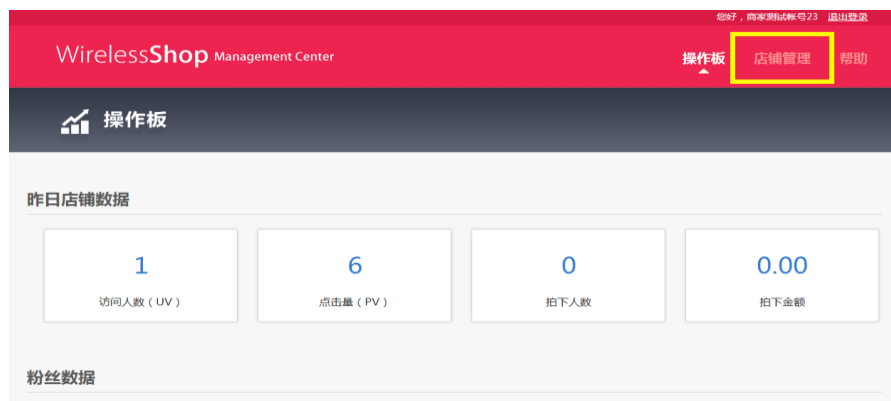 您好，商家测试帐号23 退出登录
WirelessShop Management Center
操作板 店铺管理 帮助
操作板
昨日店铺数据
1 6 0 0.00
访问人数（UV） 点击量（PV） 拍下人数 拍下金额
粉丝数据